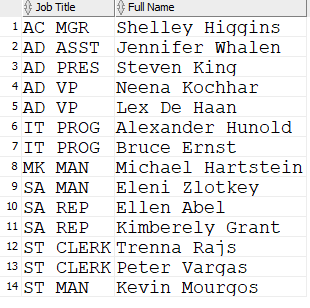 Job Title Full Name
1 AC MGR Shelley Higgins
2 AD ASST Jennifer Whalen
3 AD PRES Steven King
4 AD VP Neena Kochhar
5 AD VP Lex De Haan
6 IT PROG Alexander Hunold
7 IT PROG Bruce Ernst
8 MK MAN Michael Hartstein
9 SA MAN Eleni Zlotkey
10 SA REP Ellen Abel
11 SA REP Kimberely Grant
12 ST CLERK Trenna Rajs
13 ST CLERK Peter Vargas
14 ST MAN Kevin Mourgos